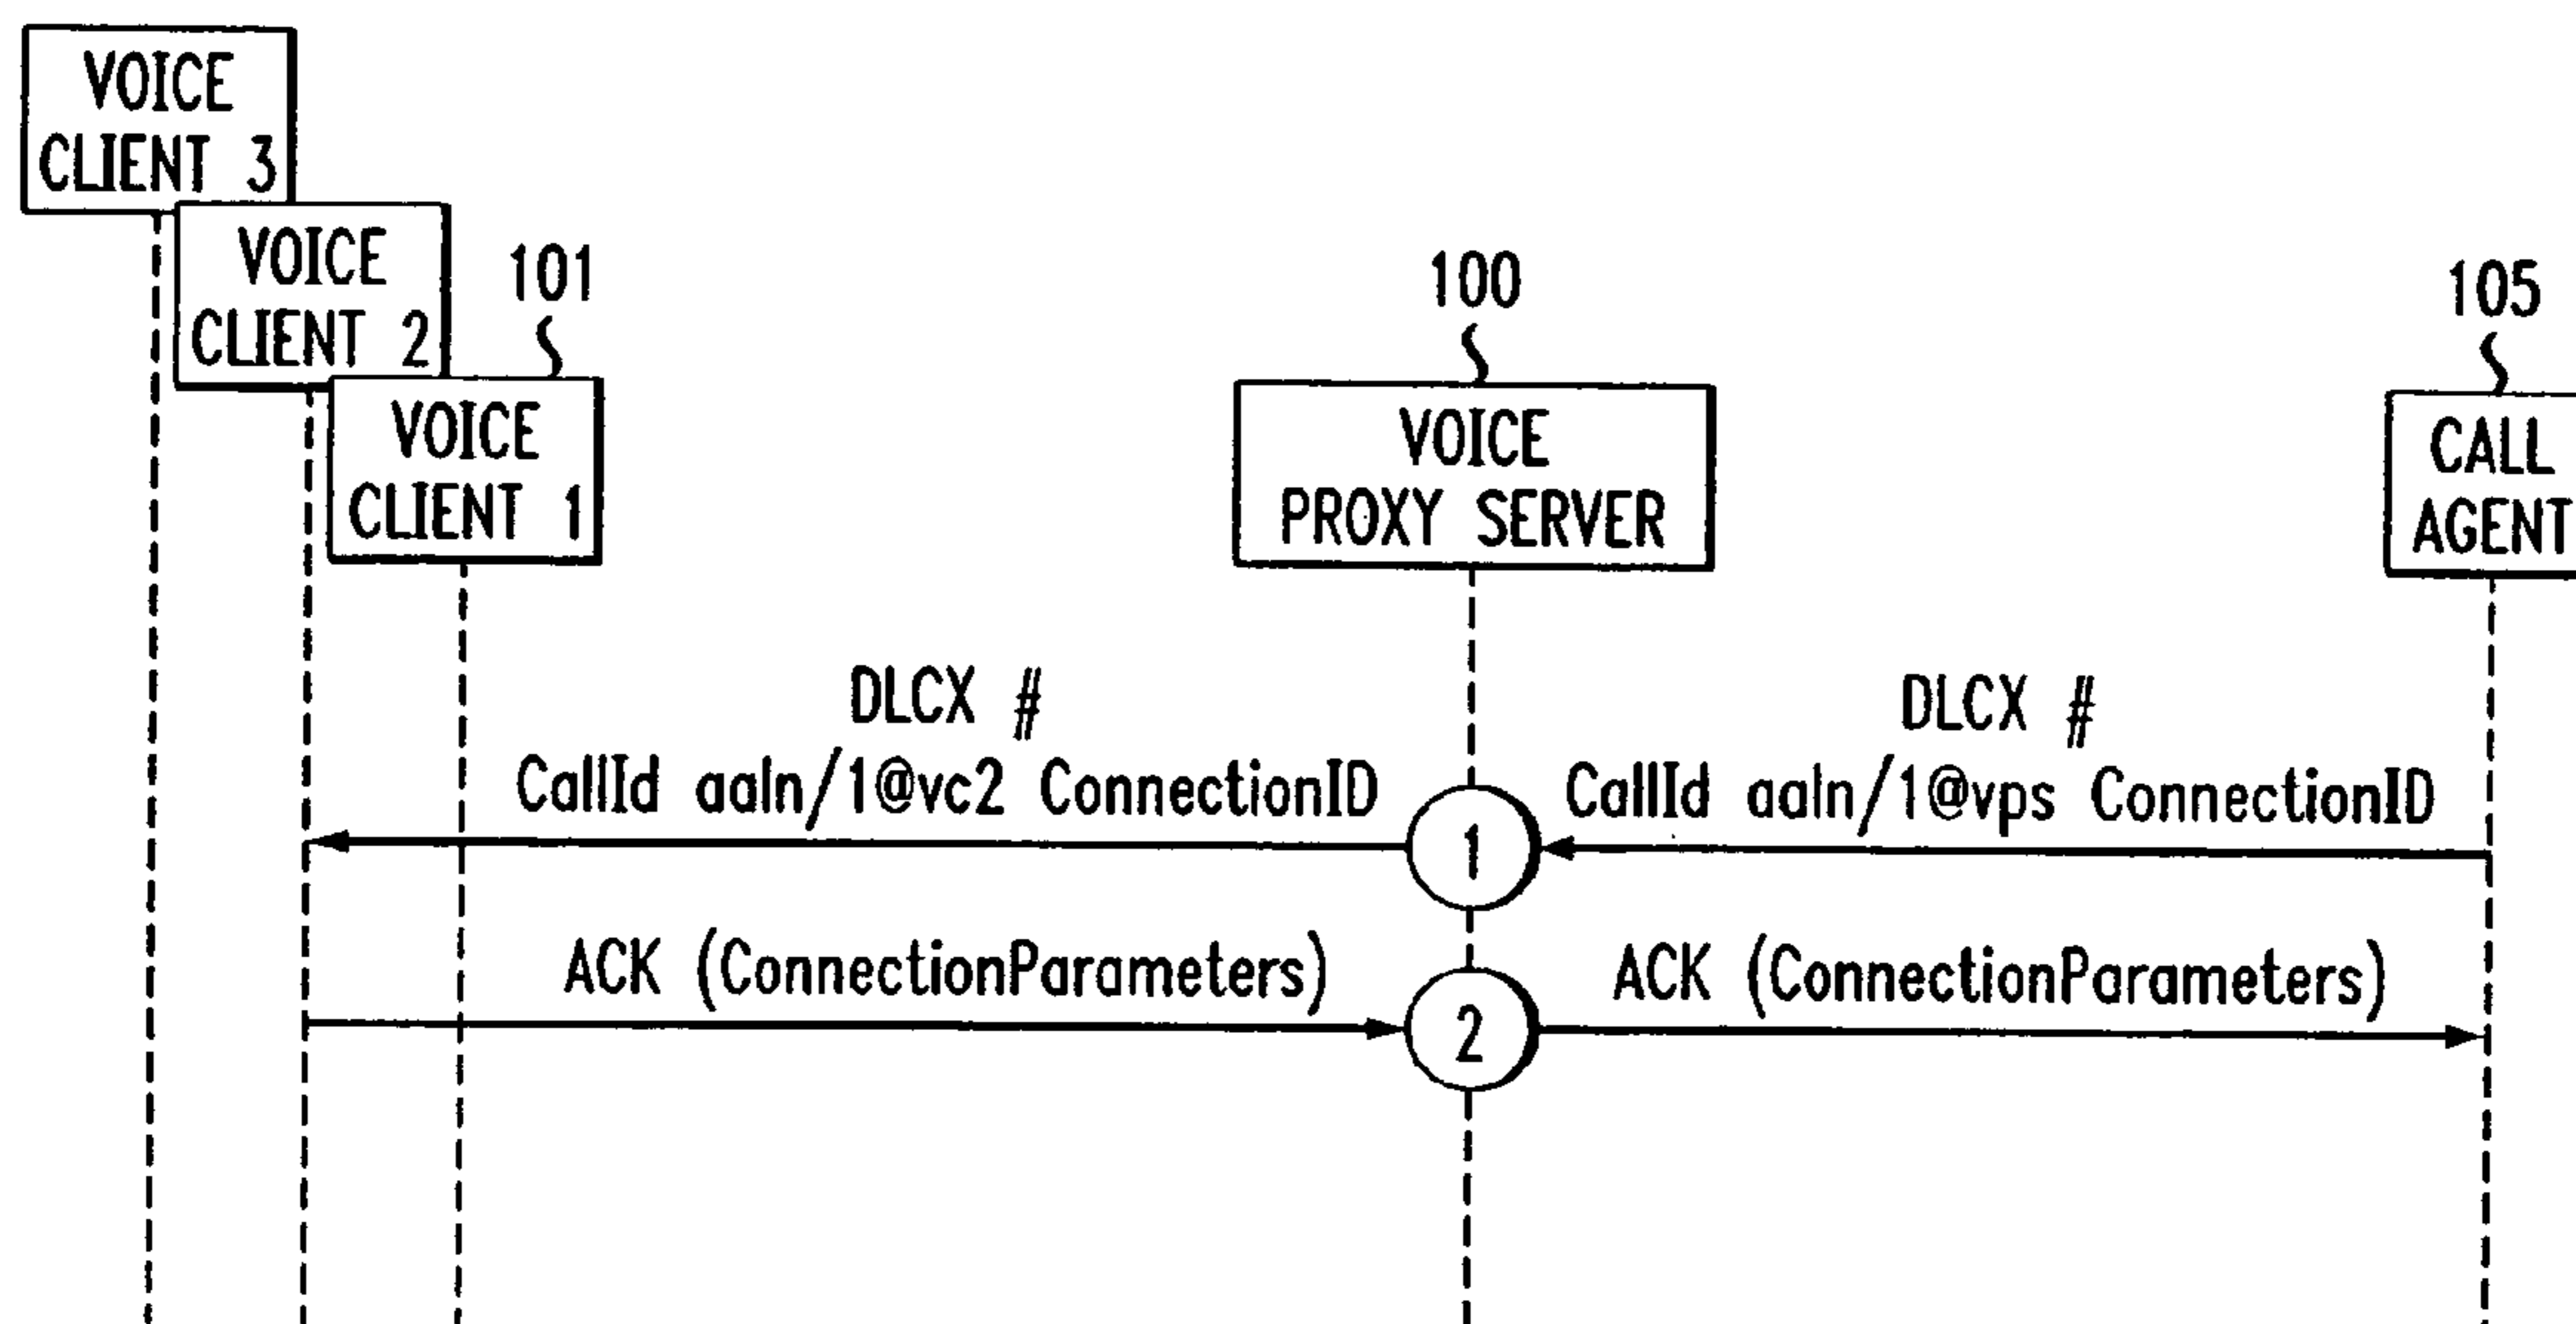 VOICE
CLIENT 3
VOICE
CLIENT 2
101
VOICE
CLIENT 1
100
VOICE
PROXY SERVER
105
CALL
AGENT
DLCX #
CallId aaln/1@vc2 ConnectionID
DLCX #
CallId aaln/1@vps ConnectionID
1
ACK (ConnectionParameters)
ACK (ConnectionParameters)
2